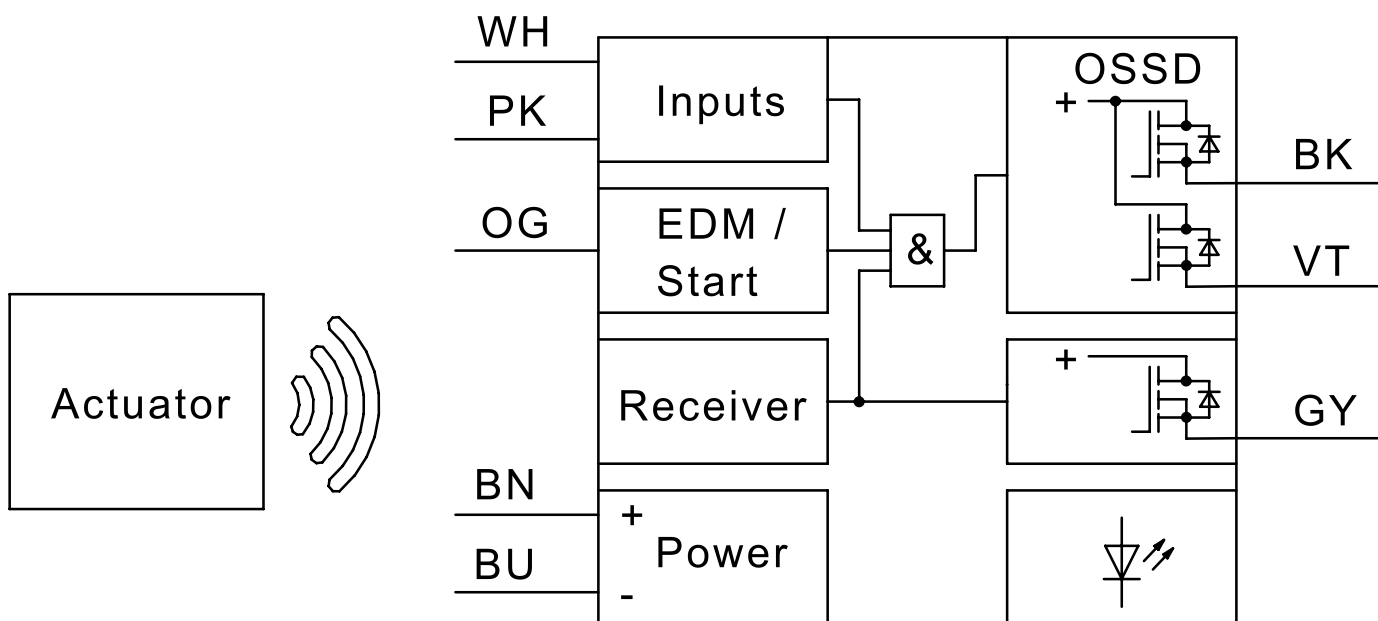 WH
PK
OG
Inputs
EDM /
Start
&
OSSD
+
BK
VT
Actuator
Receiver
+
GY
BN
BU
+
Power
-